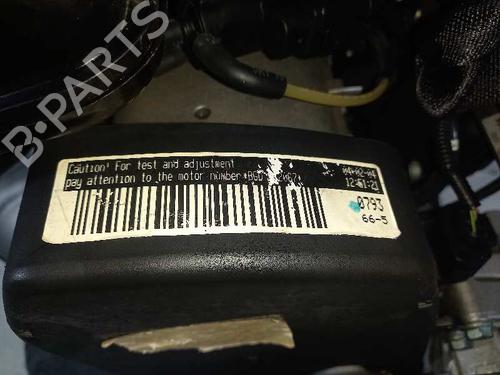 B-PARTS
Caution! For test and adjustment
pay attention to the motor number
0793
66-5